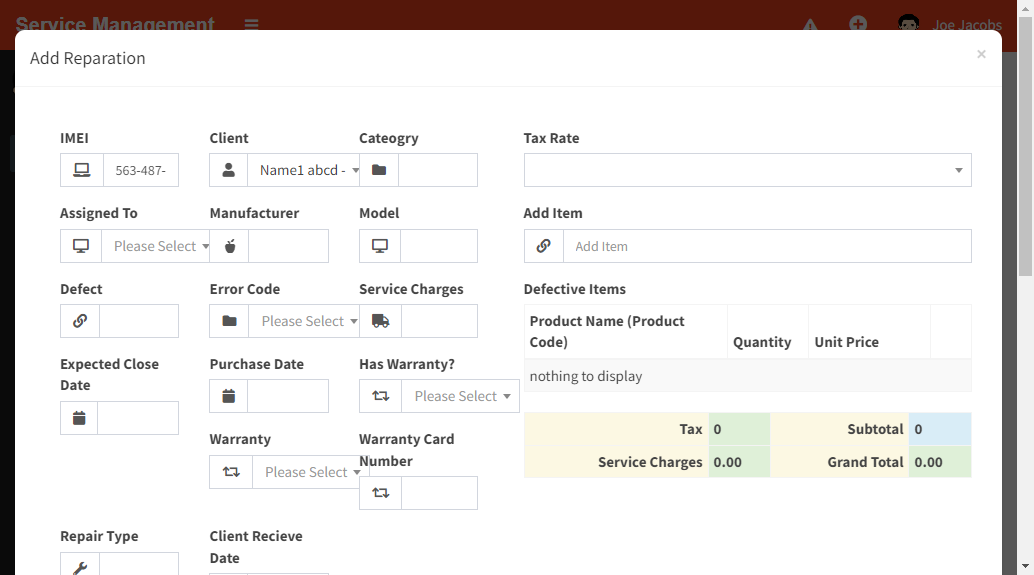 Service Management
Joe Jacobs
Add Reparation
×
IMEI
Client
Cateogry
Tax Rate
563-487-
Name1 abcd -
Assigned To
Manufacturer
Model
Add Item
Please Select
Add Item
Defect
Error Code
Service Charges
Defective Items
Please Select
Product Name (Product
Code)
Quantity
Unit Price
nothing to display
Expected Close
Date
Purchase Date
Has Warranty?
Please Select
Tax
0
Subtotal
0
Service Charges
0.00
Grand Total
0.00
Warranty
Warranty Card
Number
Please Select
Repair Type
Client Recieve
Date